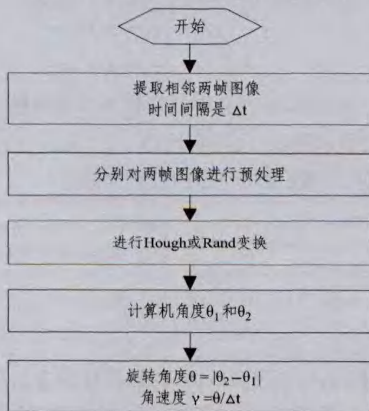 开始
提取相邻两帧图像
时间间隔是 Δt
分别对两帧图像进行预处理
进行Hough或Rand变换
计算机角度θ₁和θ₂
旋转角度θ = |θ₂−θ₁|
角速度 γ =θ/Δt